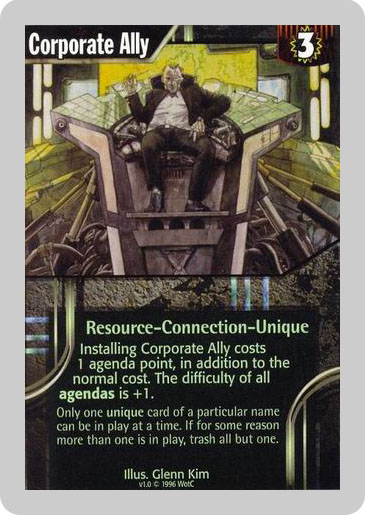 Corporate Ally
3
Resource-Connection-Unique
Installing Corporate Ally costs
1 agenda point, in addition to the
normal cost. The difficulty of all
agendas is +1.
Only one unique card of a particular name
can be in play at a time. If for some reason
more than one is in play, trash all but one.
Illus. Glenn Kim
v1.0 © 1996 WotC